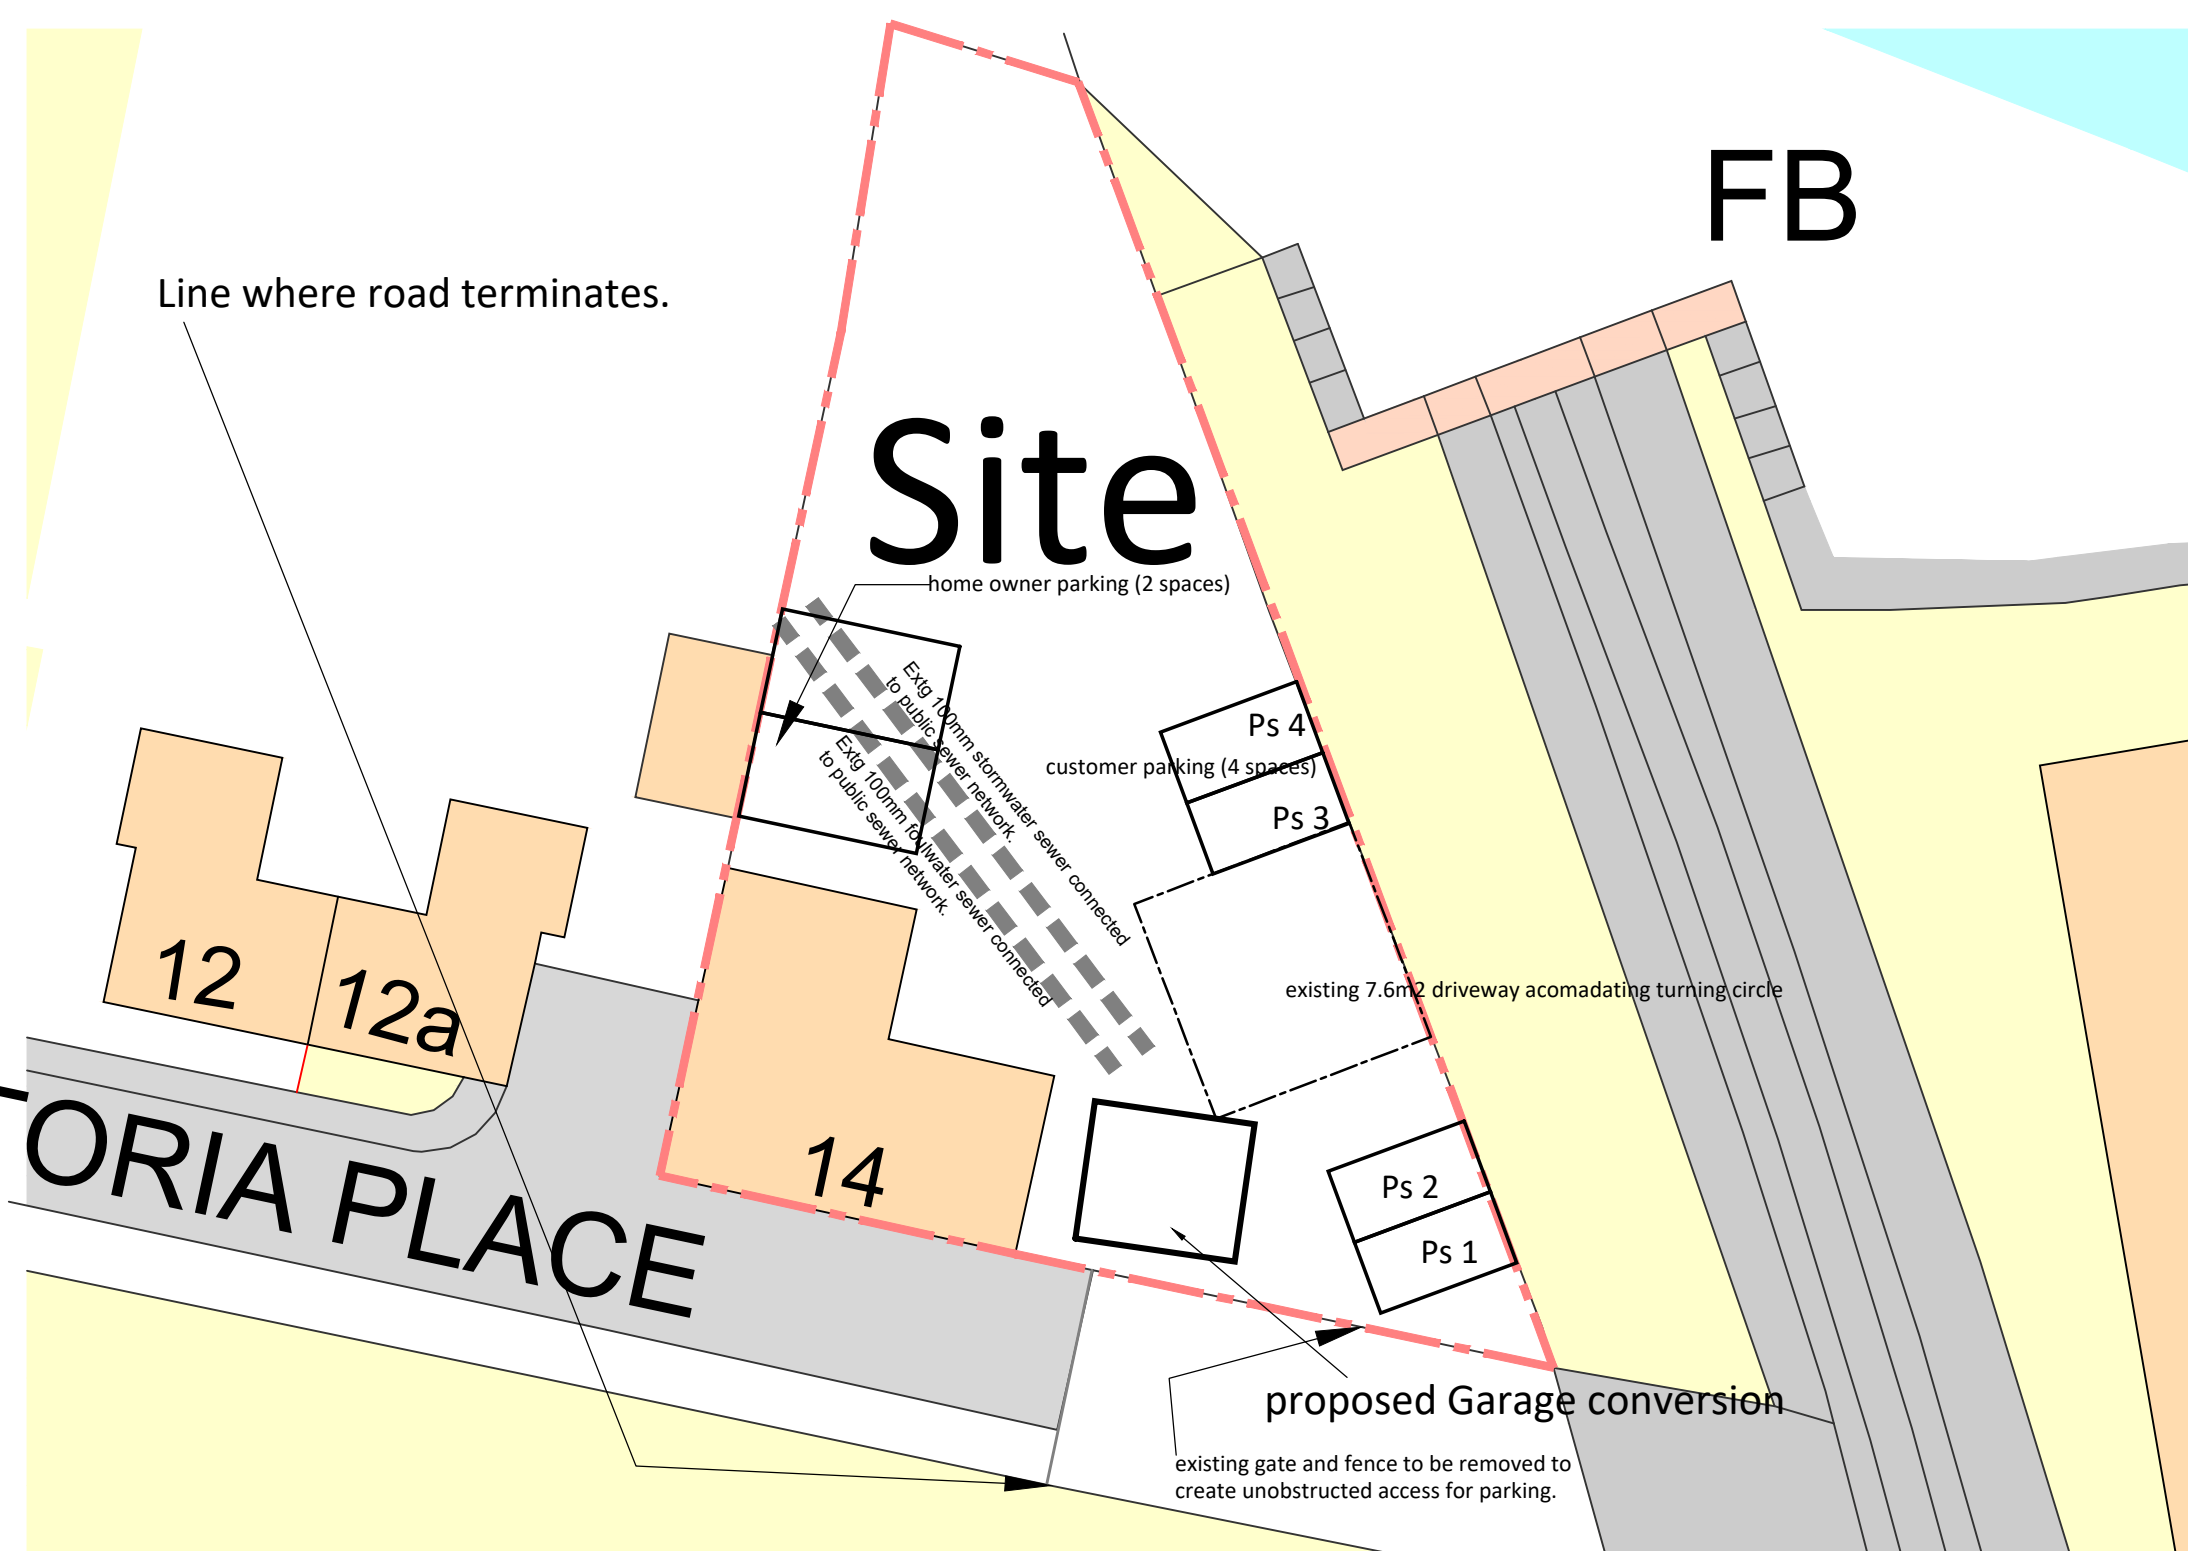 FB
Line where road terminates.
Site
home owner parking (2 spaces)
Extg 100mm stormwater sewer connected
to public sewer network.
Extg 100mm foulwater sewer connected
to public sewer network.
Ps 4
customer parking (4 spaces)
Ps 3
12
12a
existing 7.6m2 driveway acomadating turning circle
14
Ps 2
Ps 1
TORIA PLACE
proposed Garage conversion
existing gate and fence to be removed to
create unobstructed access for parking.